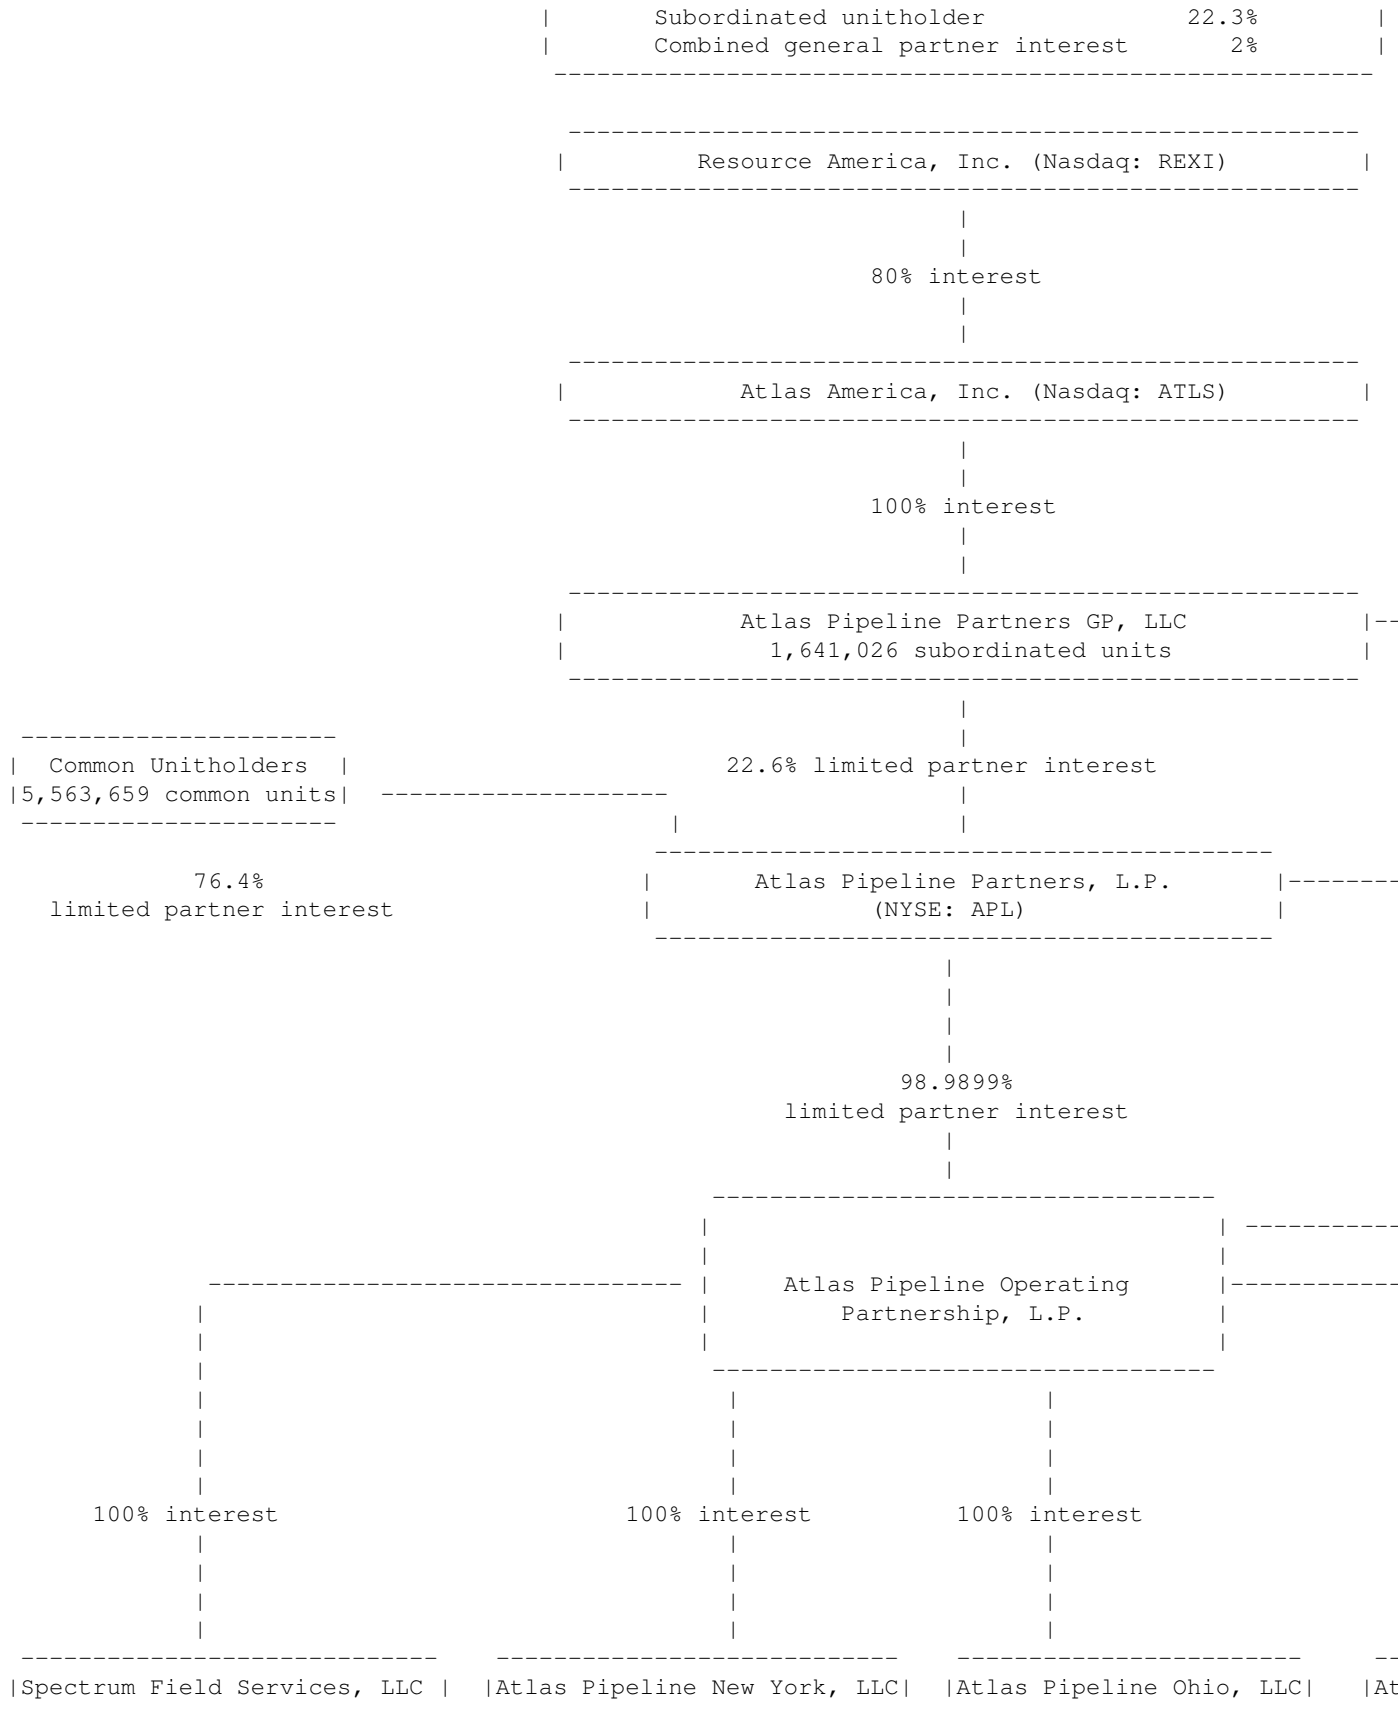 Subordinated unitholder 22.3%
Combined general partner interest 2%
Resource America, Inc. (Nasdaq: REXI)
80% interest
Atlas America, Inc. (Nasdaq: ATLS)
100% interest
Atlas Pipeline Partners GP, LLC
1,641,026 subordinated units
Common Unitholders
22.6% limited partner interest
5,563,659 common units
76.4%
Atlas Pipeline Partners, L.P.
limited partner interest
(NYSE: APL)
98.9899%
limited partner interest
Atlas Pipeline Operating
Partnership, L.P.
100% interest 100% interest 100% interest
Spectrum Field Services, LLC Atlas Pipeline New York, LLC Atlas Pipeline Ohio, LLC